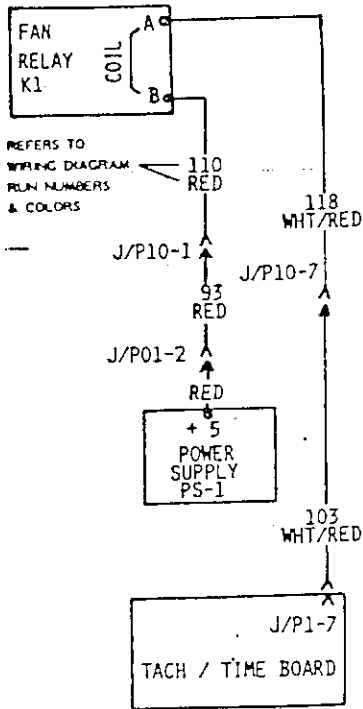 FAN
RELAY
K1
COIL
A
B
REFERS TO
WIRING DIAGRAM
RUN NUMBERS
& COLORS
110
RED
118
WHT/RED
J/P10-1
J/P10-7
93
RED
J/P01-2
RED
+ 5
POWER
SUPPLY
PS-1
103
WHT/RED
J/P1-7
TACH / TIME BOARD